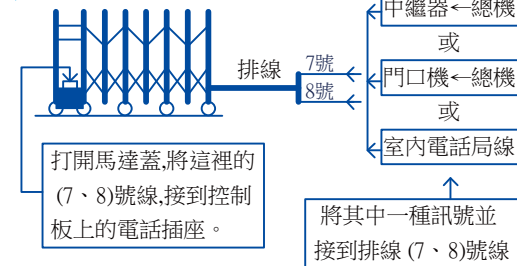 中繼器←總機
或
排線
7號
8號
門口機←總機
或
室內電話局線
打開馬達蓋,將這裡的
(7、8)號線,接到控制
板上的電話插座。
將其中一種訊號並
接到排線 (7、8)號線